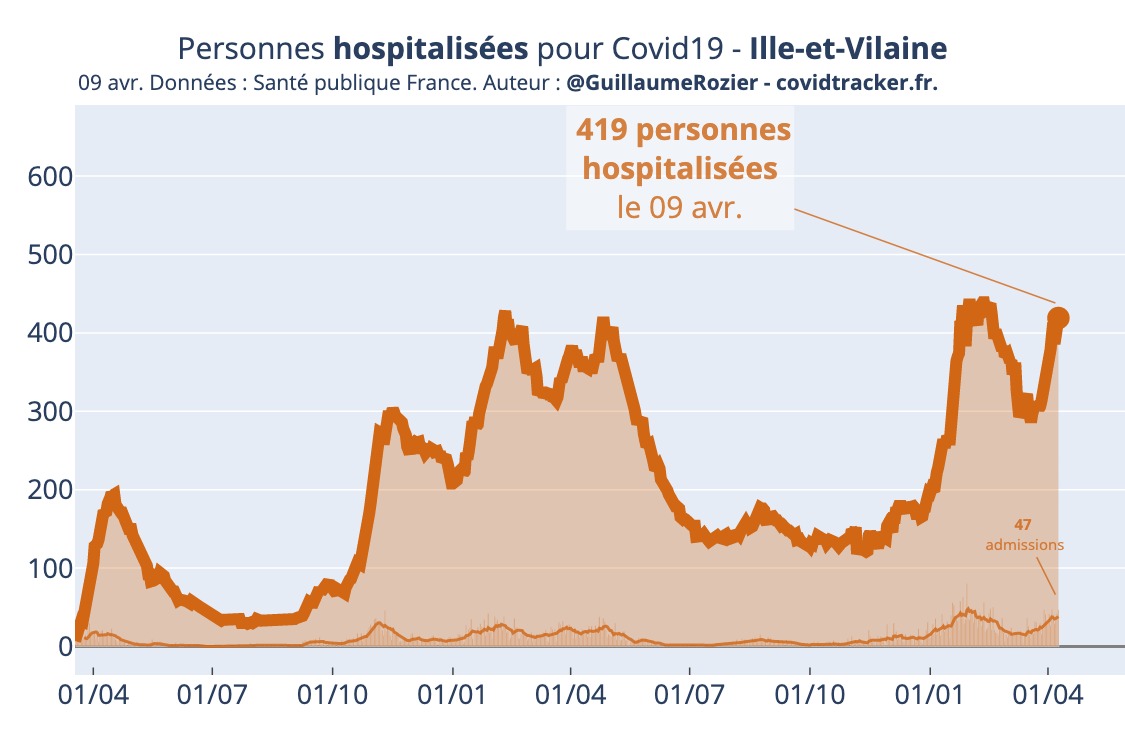 Personnes hospitalisées pour Covid19 - Ille-et-Vilaine
09 avr. Données : Santé publique France. Auteur : @GuillaumeRozier - covidtracker.fr.
419 personnes
hospitalisées
le 09 avr.
600
500
400
300
200
100
0
47
admissions
01/04 01/07 01/10 01/01 01/04 01/07 01/10 01/01 01/04